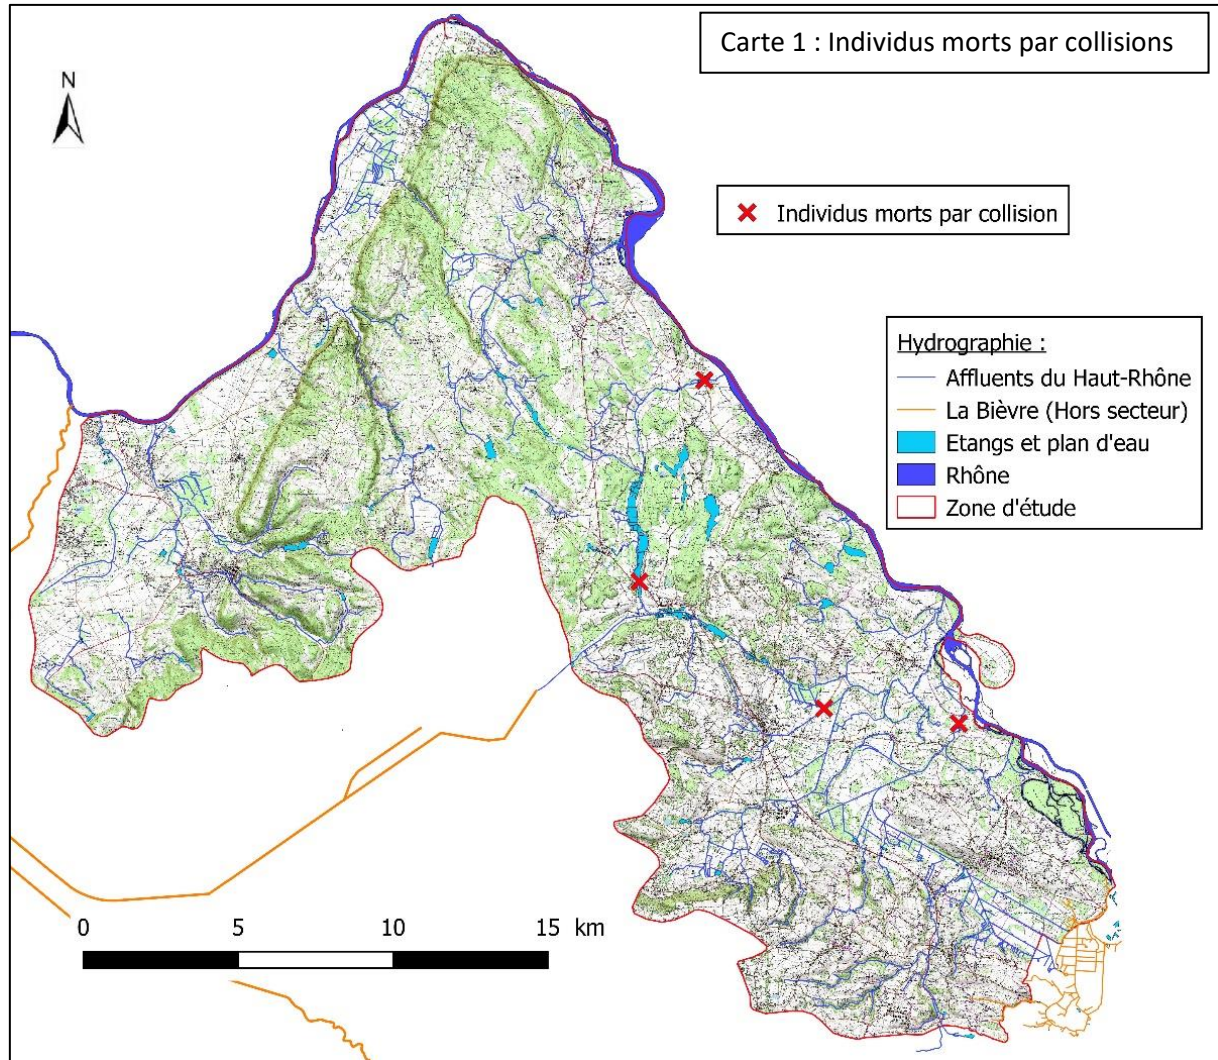 Carte 1 : Individus morts par collisions
N
Individus morts par collision
Hydrographie :
Affluents du Haut-Rhône
La Bièvre (Hors secteur)
Etangs et plan d'eau
Rhône
Zone d'étude
0 5 10 15 km